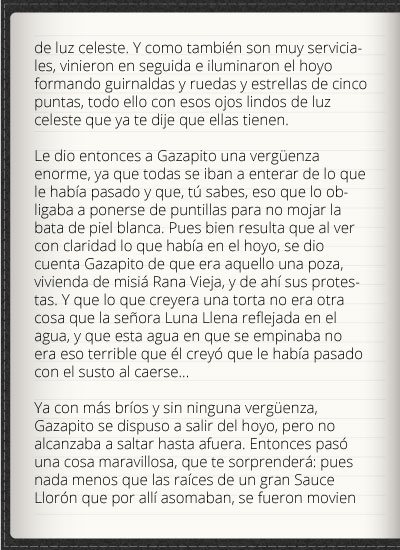 de luz celeste. Y como también son muy servicia-
les, vinieron en seguida e iluminaron el hoyo
formando guirnaldas y ruedas y estrellas de cinco
puntas, todo ello con esos ojos lindos de luz
celeste que ya te dije que ellas tienen.
Le dio entonces a Gazapito una vergüenza
enorme, ya que todas se iban a enterar de lo que
le había pasado y que, tú sabes, eso que lo ob-
ligaba a ponerse de puntillas para no mojar la
bata de piel blanca. Pues bien resulta que al ver
con claridad lo que había en el hoyo, se dio
cuenta Gazapito de que era aquello una poza,
vivienda de misiá Rana Vieja, y de ahí sus protes-
tas. Y que lo que creyera una torta no era otra
cosa que la señora Luna Llena reflejada en el
agua, y que esta agua en que se empinaba no
era eso terrible que él creyó que le había pasado
con el susto al caerse...
Ya con más bríos y sin ninguna vergüenza,
Gazapito se dispuso a salir del hoyo, pero no
alcanzaba a saltar hasta afuera. Entonces pasó
una cosa maravillosa, que te sorprenderá: pues
nada menos que las raíces de un gran Sauce
Llorón que por allí asomaban, se fueron movien